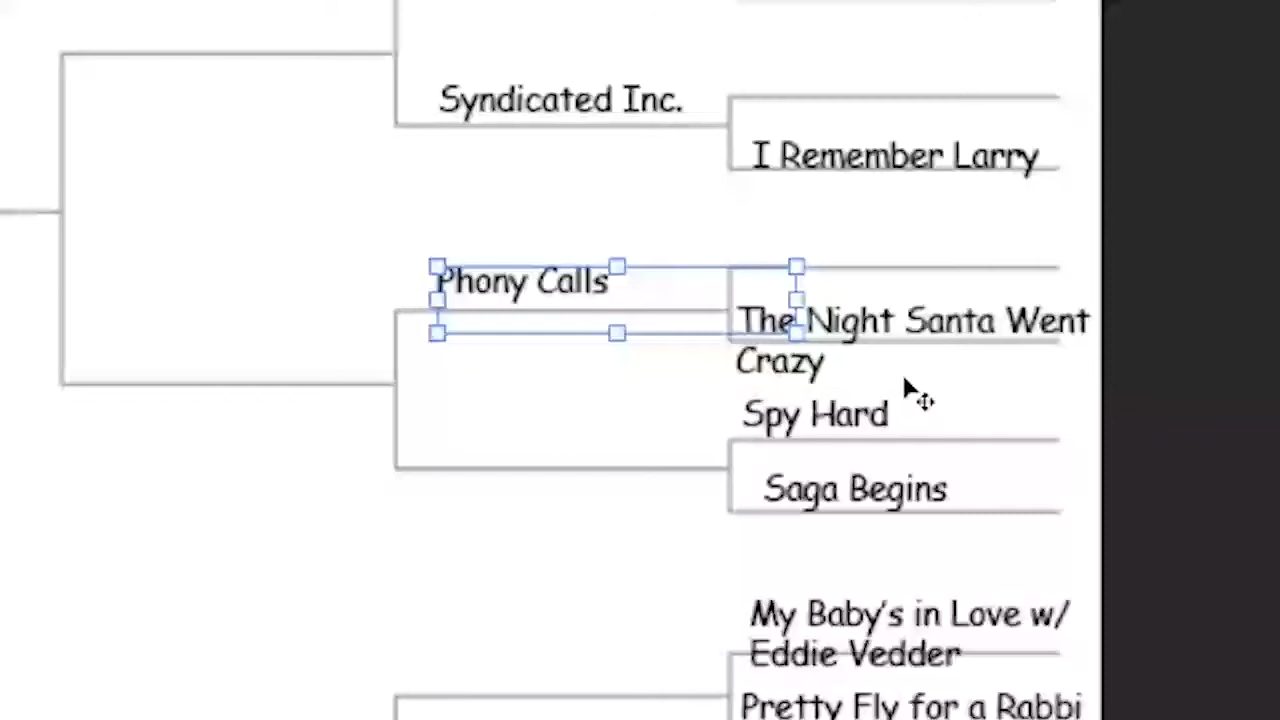 Syndicated Inc.
I Remember Larry
Phony Calls
The Night Santa Went
Crazy
Spy Hard
Saga Begins
My Baby's in Love w/
Eddie Vedder
Pretty Fly for a Rabbi